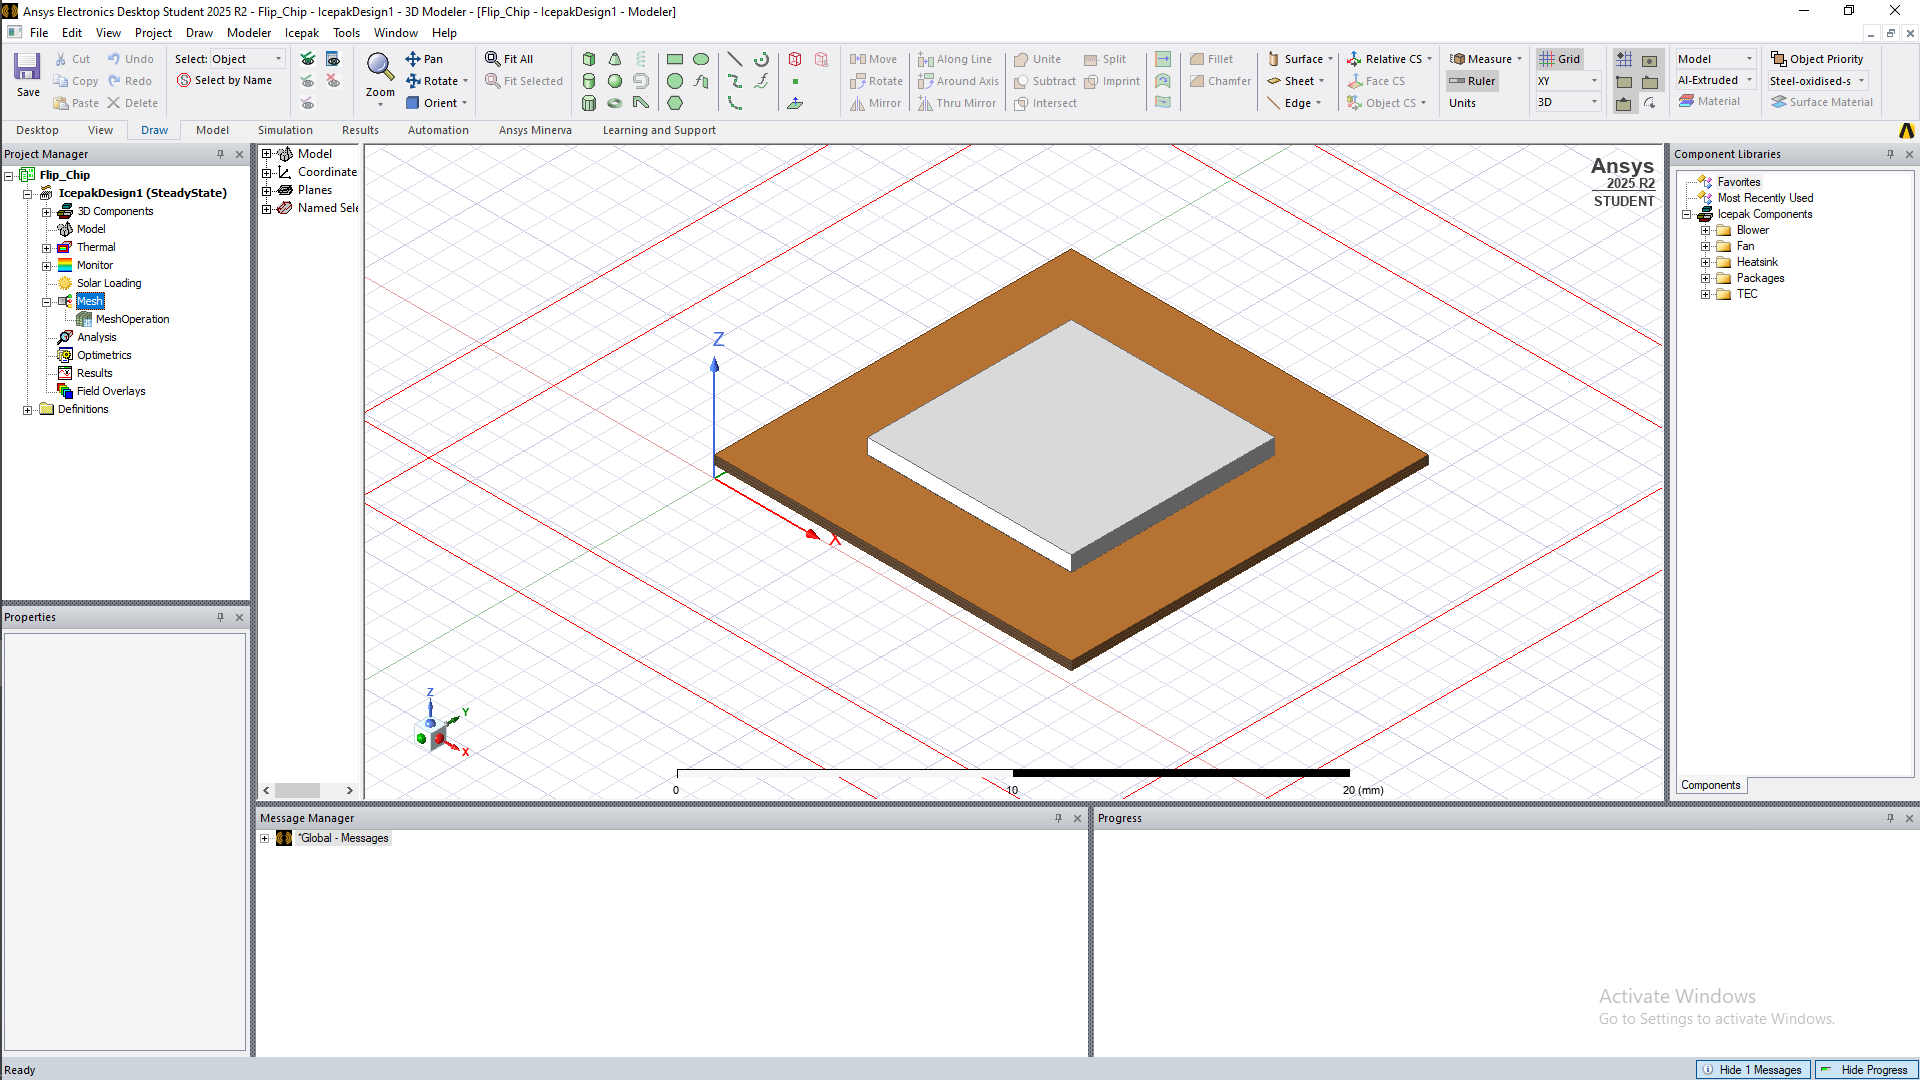 Ansys Electronics Desktop Student 2025 R2 - Flip_Chip - IcepakDesign1 - 3D Modeler - [Flip_Chip - IcepakDesign1 - Modeler]
File Edit View Project Draw Modeler Icepak Tools Window Help
Save
Cut
Copy
Paste
Undo
Redo
Delete
Select: Object
Select by Name
Zoom
Pan
Rotate
Orient
Fit All
Fit Selected
Move
Rotate
Mirror
Along Line
Around Axis
Thru Mirror
Unite
Subtract
Intersect
Split
Imprint
Fillet
Chamfer
Surface
Sheet
Edge
Relative CS
Face CS
Object CS
Measure
Ruler
Units
Grid
XY
3D
Model
Al-Extruded
Material
Object Priority
Steel-oxidised-s
Surface Material
Desktop View Draw Model Simulation Results Automation Ansys Minerva Learning and Support
Project Manager
Flip_Chip
IcepakDesign1 (SteadyState)
3D Components
Model
Thermal
Monitor
Solar Loading
Mesh
MeshOperation
Analysis
Optimetrics
Results
Field Overlays
Definitions
Properties
Model
Coordinate
Planes
Named Sele
Ansys
2025 R2
STUDENT
Z
X
Z
Y
X
0 10 20 (mm)
Component Libraries
Favorites
Most Recently Used
Icepak Components
Blower
Fan
Heatsink
Packages
TEC
Components
Message Manager
*Global - Messages
Progress
Activate Windows
Go to Settings to activate Windows.
Ready
Hide 1 Messages
Hide Progress